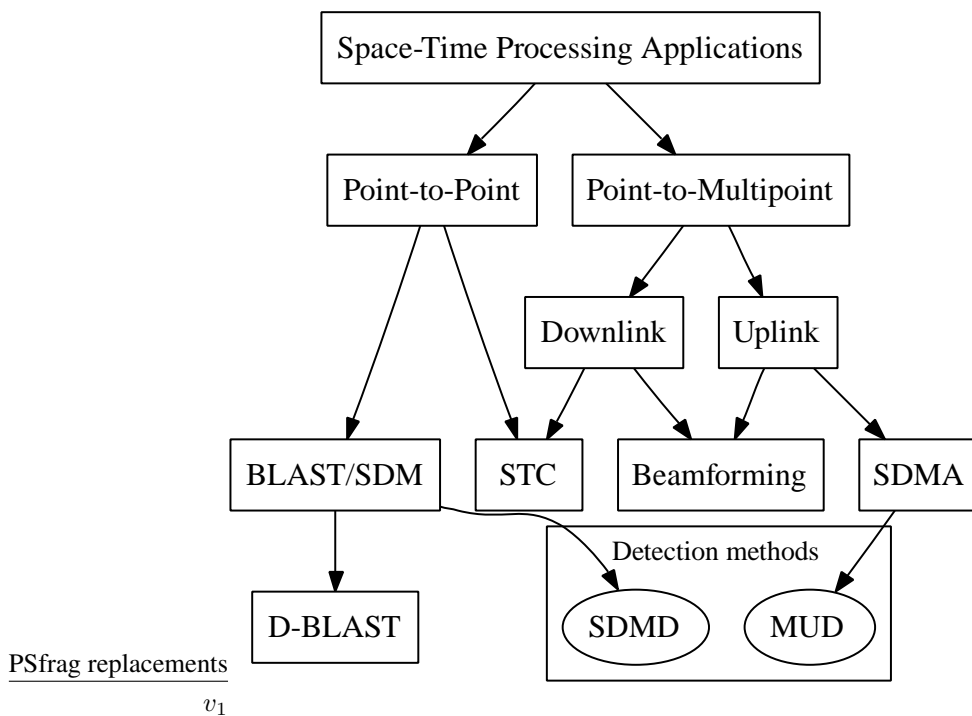 Space-Time Processing Applications
Point-to-Point
Point-to-Multipoint
Downlink
Uplink
BLAST/SDM
STC
Beamforming
SDMA
Detection methods
D-BLAST
SDMD
MUD
PSfrag replacements
v₁